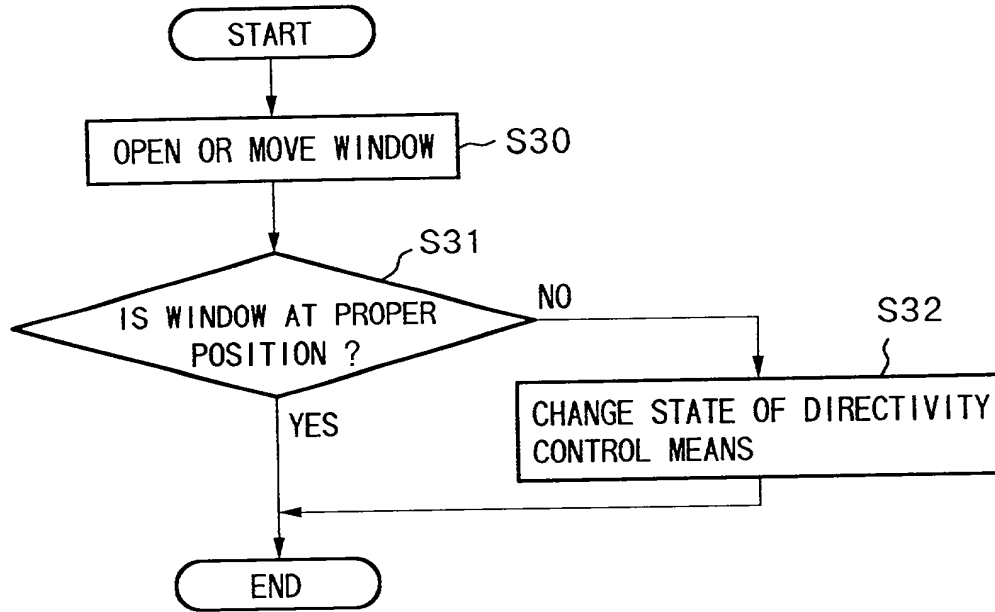 START
OPEN OR MOVE WINDOW
S30
S31
IS WINDOW AT PROPER
POSITION ?
NO
S32
YES
CHANGE STATE OF DIRECTIVITY
CONTROL MEANS
END